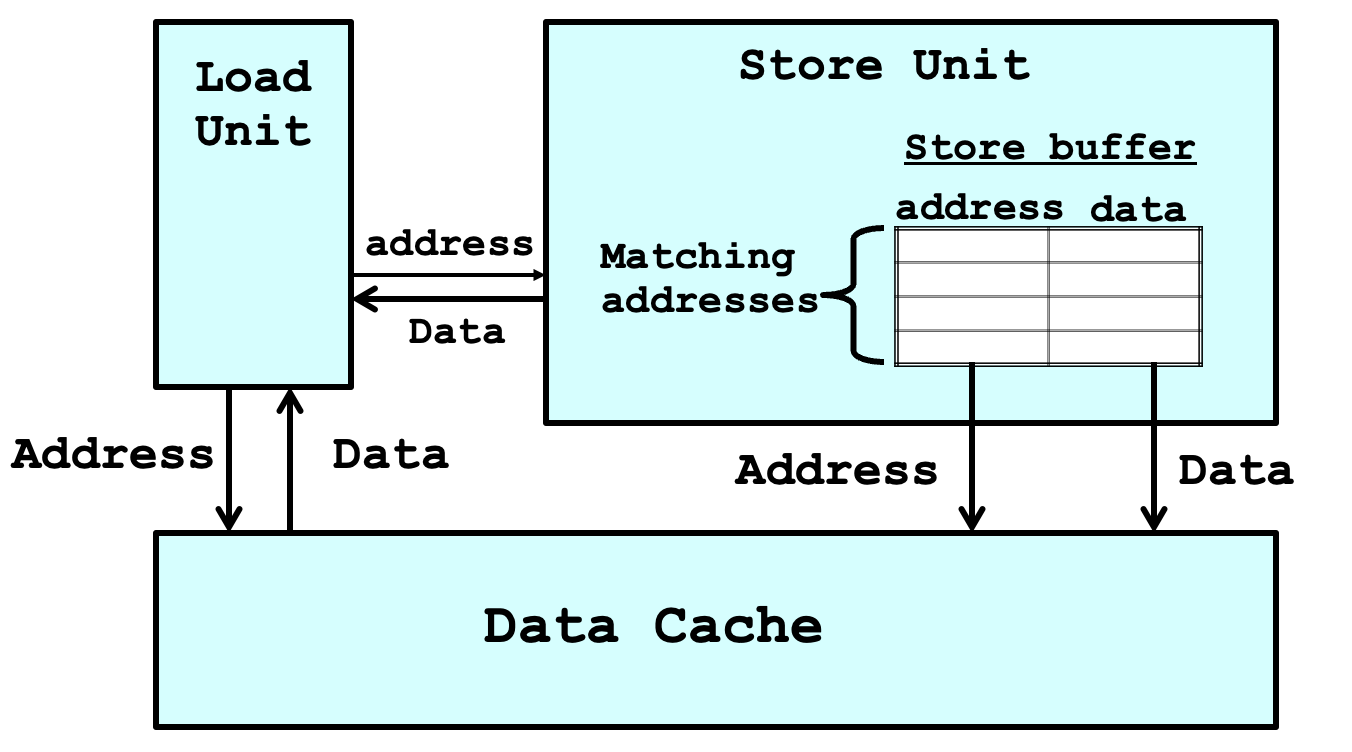 Load
Unit
Store Unit
Store buffer
address data
address
Data
Matching
addresses
Address
Data
Address
Data
Data Cache